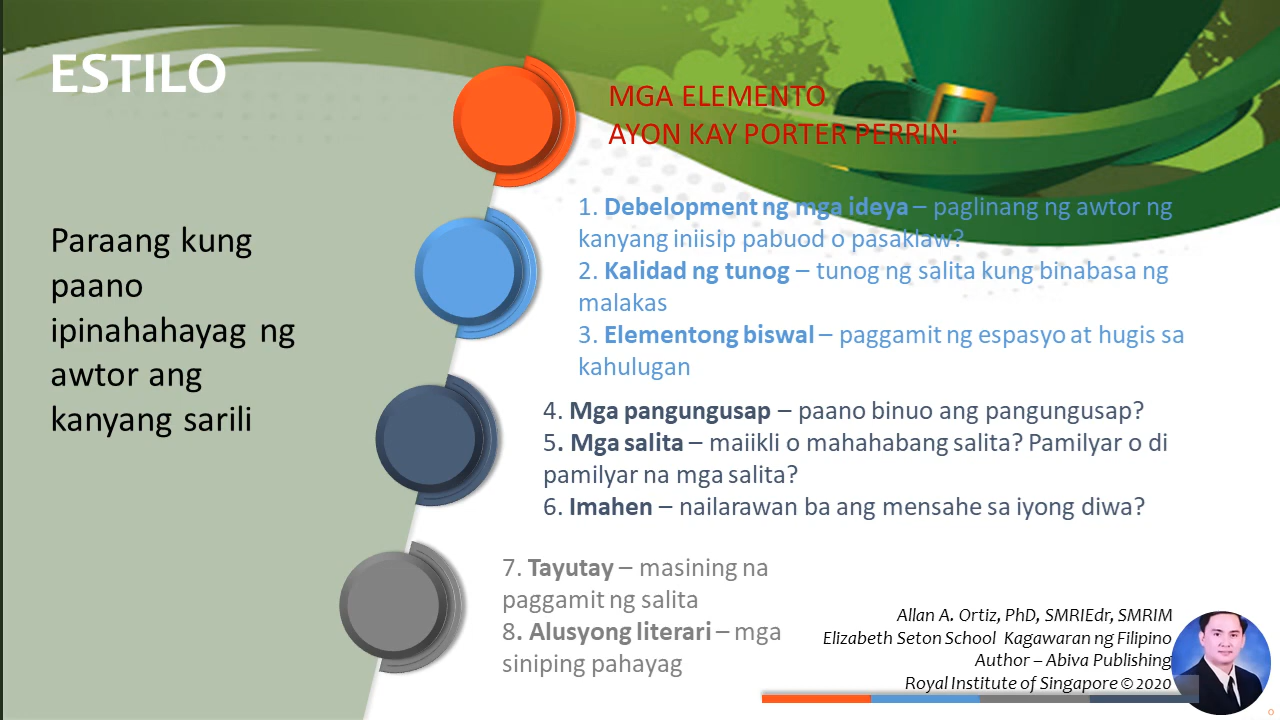 ESTILO
Paraang kung
paano
ipinahahayag ng
awtor ang
kanyang sarili
MGA ELEMENTO
AYON KAY PORTER PERRIN:
1. Debelopment ng mga ideya – paglinang ng awtor ng
kanyang iniisip pabuod o pasaklaw?
2. Kalidad ng tunog – tunog ng salita kung binabasa ng
malakas
3. Elementong biswal – paggamit ng espasyo at hugis sa
kahulugan
4. Mga pangungusap – paano binuo ang pangungusap?
5. Mga salita – maiikli o mahahabang salita? Pamilyar o di
pamilyar na mga salita?
6. Imahen – nailarawan ba ang mensahe sa iyong diwa?
7. Tayutay – masining na
paggamit ng salita
8. Alusyong literari – mga
siniping pahayag
Allan A. Ortiz, PhD, SMRIEdr, SMRIM
Elizabeth Seton School Kagawaran ng Filipino
Author – Abiva Publishing
Royal Institute of Singapore © 2020